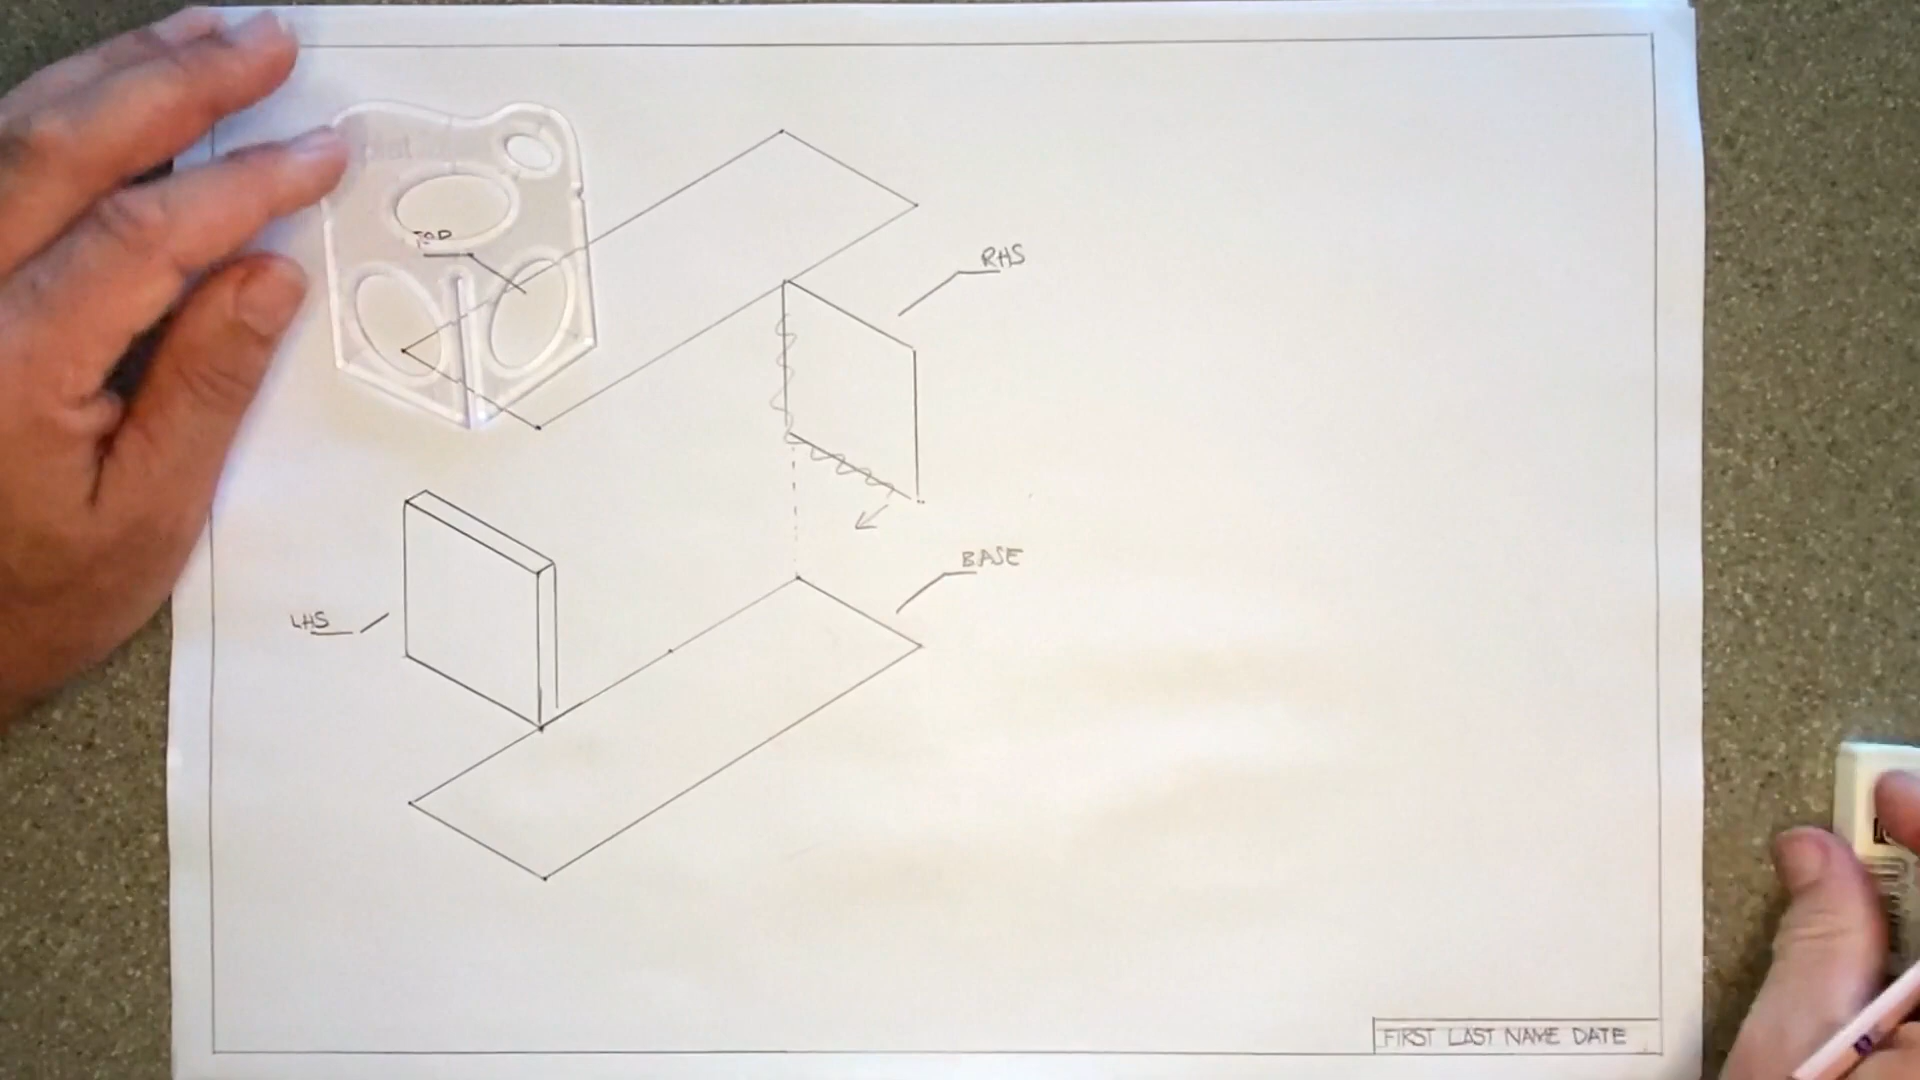 TOP
RHS
BASE
LHS
FIRST LAST NAME DATE